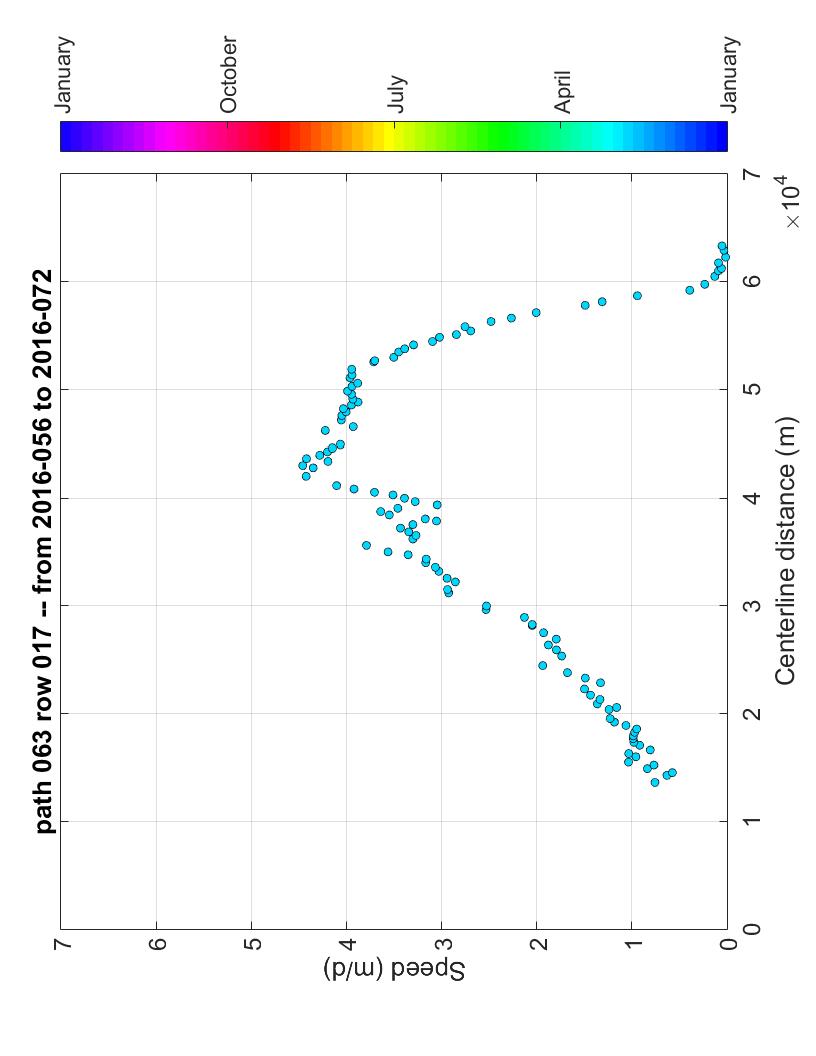 path 063 row 017 -- from 2016-056 to 2016-072
7
6
5
4
3
2
1
0
Speed (m/d)
0
1
2
3
4
5
6
7
×10^4
Centerline distance (m)
January
October
July
April
January